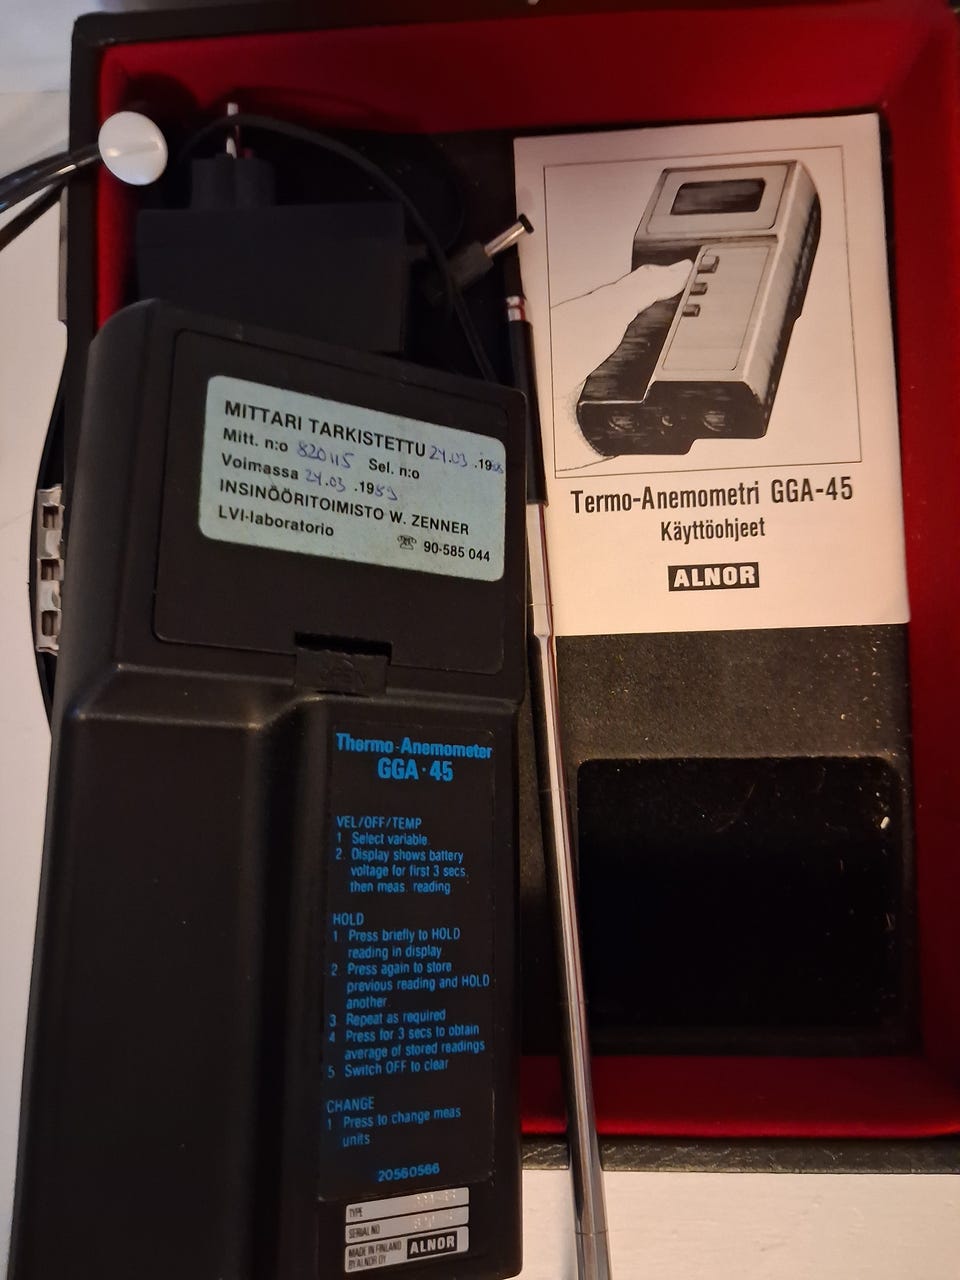 MITTARI TARKISTETTU 24.03 .1988
Mitt. n:o 820115 Sel. n:o
Voimassa 24.03 .1989
INSINÖÖRITOIMISTO W. ZENNER
LVI-laboratorio ☏ 90-585 044
Thermo-Anemometer
GGA·45
VEL/OFF/TEMP
1 Select variable.
2. Display shows battery
voltage for first 3 secs.
then meas. reading
HOLD
1. Press briefly to HOLD
reading in display
2 Press again to store
previous reading and HOLD
another.
3 Repeat as required
4 Press for 3 secs to obtain
average of stored readings
5 Switch OFF to clear
CHANGE
1 Press to change meas
units
20560566
TYPE
SERIAL NO
MADE IN FINLAND
BY ALNOR OY
ALNOR
Termo-Anemometri GGA-45
Käyttöohjeet
ALNOR